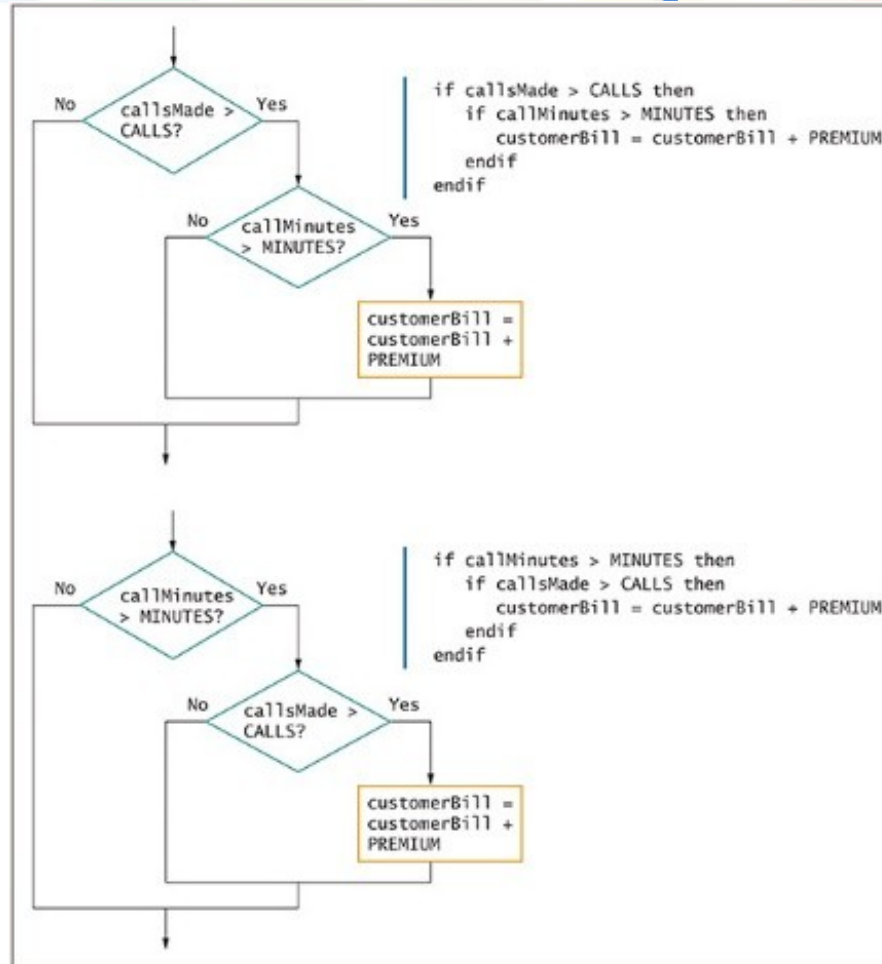 No
callsMade >
CALLS?
Yes
No
callMinutes
> MINUTES?
Yes
customerBill =
customerBill +
PREMIUM
if callsMade > CALLS then
if callMinutes > MINUTES then
customerBill = customerBill + PREMIUM
endif
endif
No
callMinutes
> MINUTES?
Yes
No
callsMade >
CALLS?
Yes
customerBill =
customerBill +
PREMIUM
if callMinutes > MINUTES then
if callsMade > CALLS then
customerBill = customerBill + PREMIUM
endif
endif